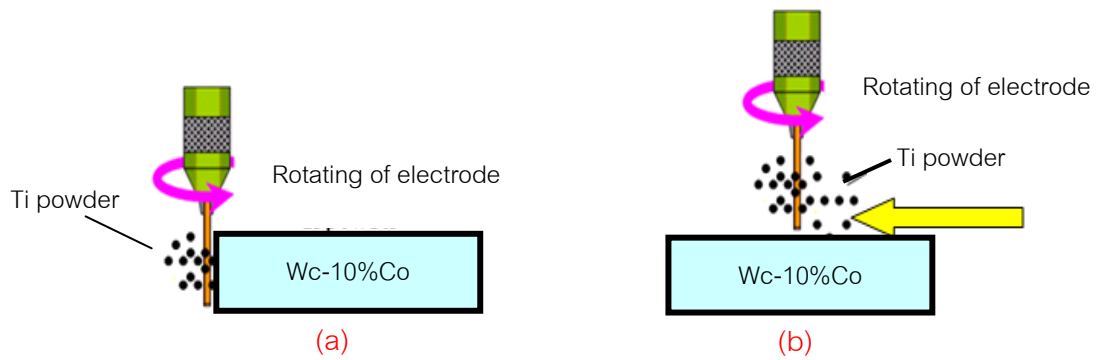 Rotating of electrode
Ti powder
Wc-10%Co
(a)
Rotating of electrode
Ti powder
Wc-10%Co
(b)